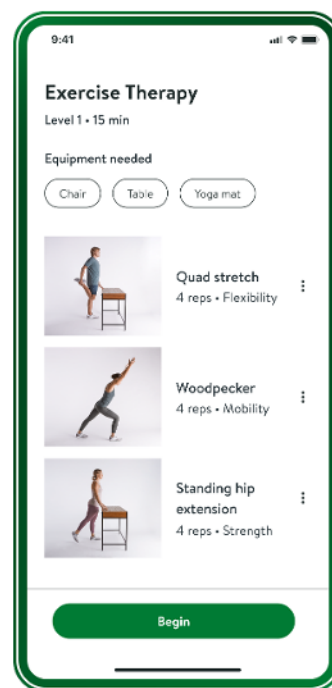 9:41
Exercise Therapy
Level 1 • 15 min
Equipment needed
Chair
Table
Yoga mat
Quad stretch
4 reps • Flexibility
Woodpecker
4 reps • Mobility
Standing hip
extension
4 reps • Strength
Begin